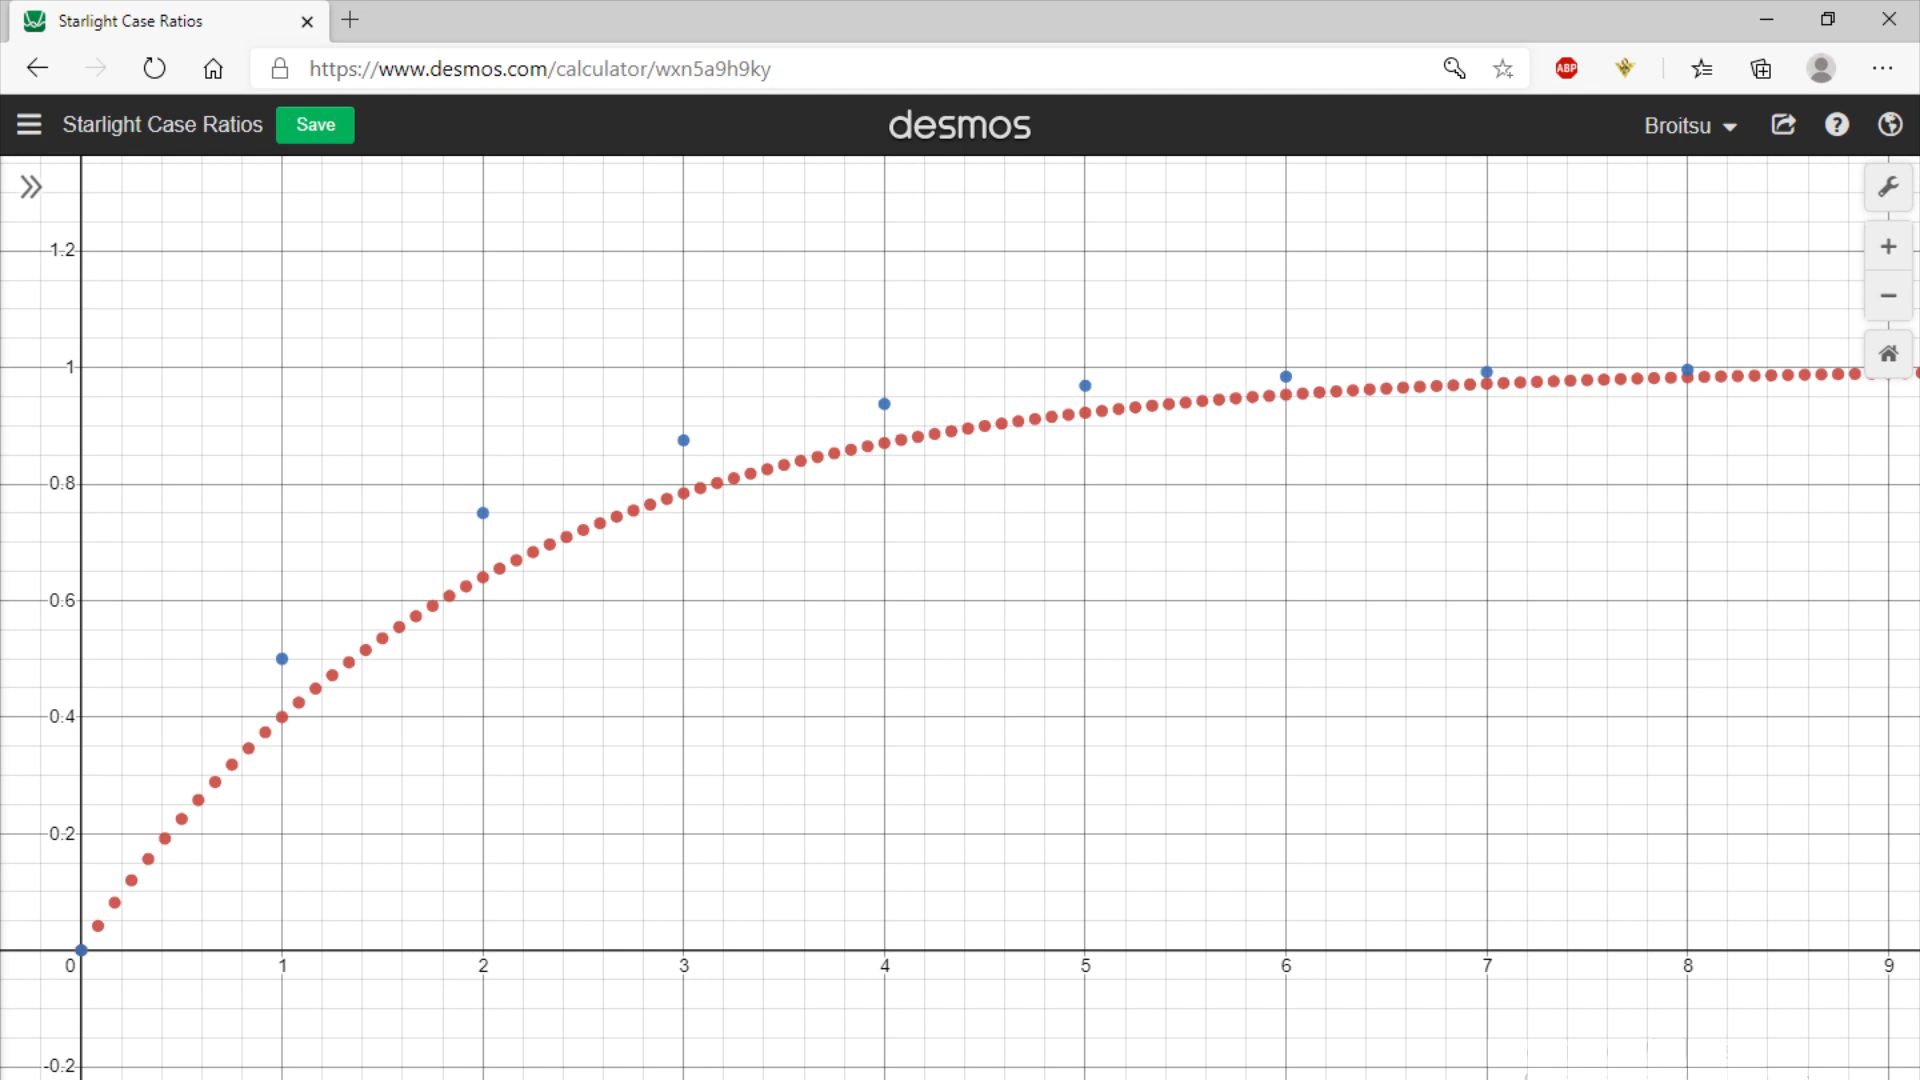 Starlight Case Ratios
https://www.desmos.com/calculator/wxn5a9h9ky
ABP
Starlight Case Ratios
Save
desmos
Broitsu
?
1.2
1
0.8
0.6
0.4
0.2
0 1 2 3 4 5 6 7 8 9
-0.2